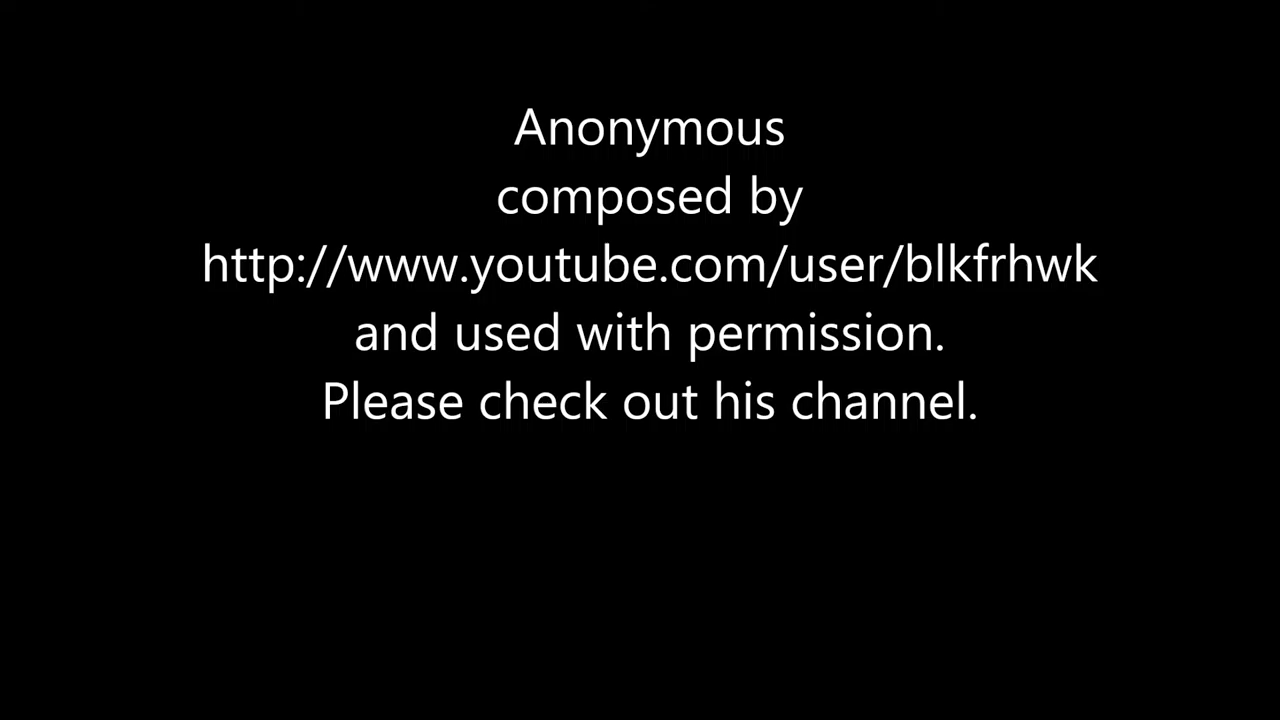 Anonymous
composed by
http://www.youtube.com/user/blkfrhwk
and used with permission.
Please check out his channel.